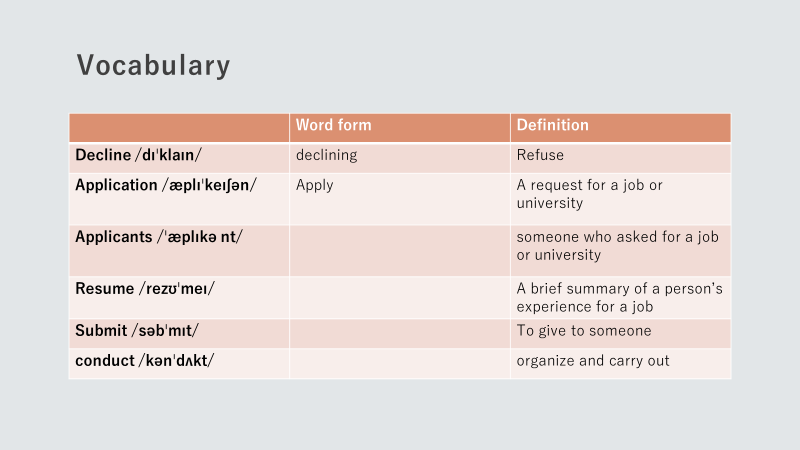 Vocabulary
Word form Definition
Decline /dɪˈklaɪn/ declining Refuse
Application /æplɪˈkeɪʃən/ Apply A request for a job or
university
Applicants /ˈæplɪkə nt/ someone who asked for a job
or university
Resume /rezʊˈmeɪ/ A brief summary of a person's
experience for a job
Submit /səbˈmɪt/ To give to someone
conduct /kənˈdʌkt/ organize and carry out